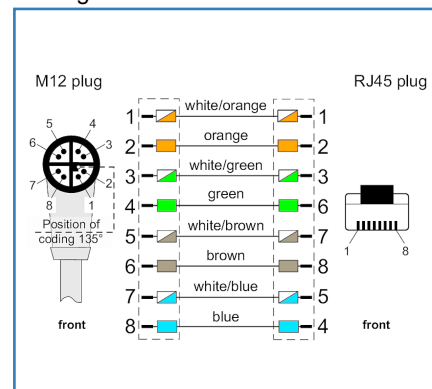 M12 plug
RJ45 plug
5 4
6 3
7 2
8 1
Position of
coding 135°
front
1 white/orange 1
2 orange 2
3 white/green 3
4 green 6
5 white/brown 7
6 brown 8
7 white/blue 5
8 blue 4
1 8
front